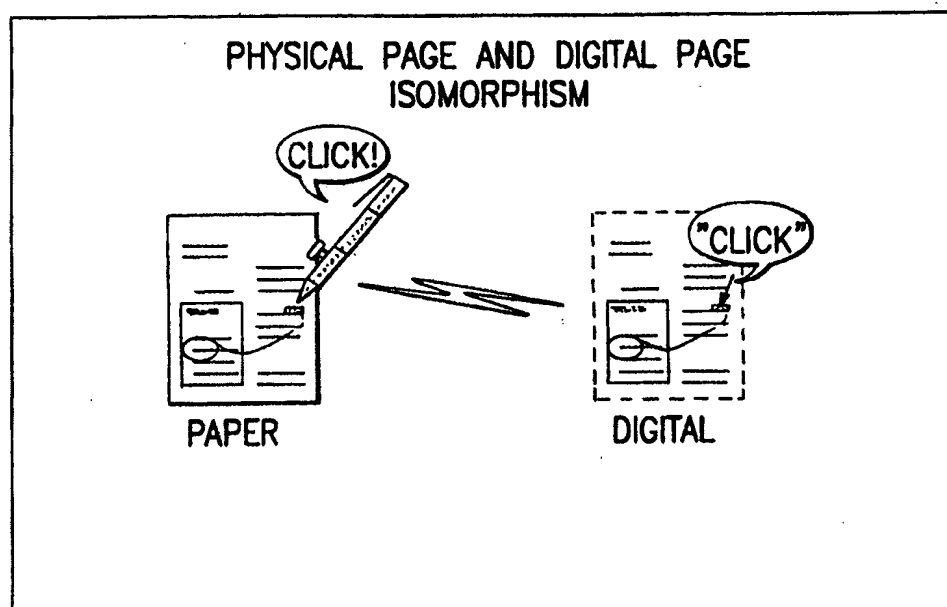 PHYSICAL PAGE AND DIGITAL PAGE
ISOMORPHISM
CLICK!
"CLICK"
PAPER
DIGITAL